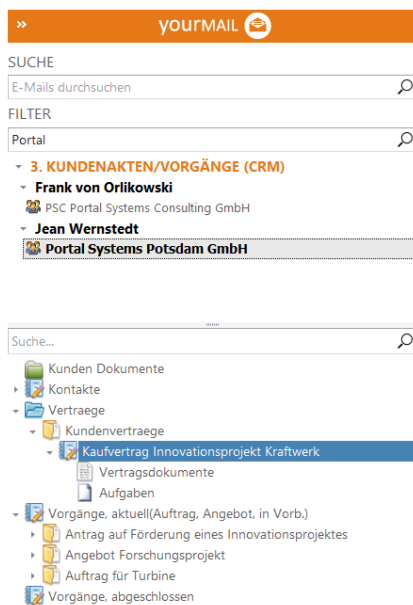 » yourMAIL
SUCHE
E-Mails durchsuchen
FILTER
Portal
3. KUNDENAKTEN/VORGÄNGE (CRM)
Frank von Orlikowski
PSC Portal Systems Consulting GmbH
Jean Wernstedt
Portal Systems Potsdam GmbH
Suche...
Kunden Dokumente
Kontakte
Vertraege
Kundenvertraege
Kaufvertrag Innovationsprojekt Kraftwerk
Vertragsdokumente
Aufgaben
Vorgänge, aktuell(Auftrag, Angebot, in Vorb.)
Antrag auf Förderung eines Innovationsprojektes
Angebot Forschungsprojekt
Auftrag für Turbine
Vorgänge, abgeschlossen